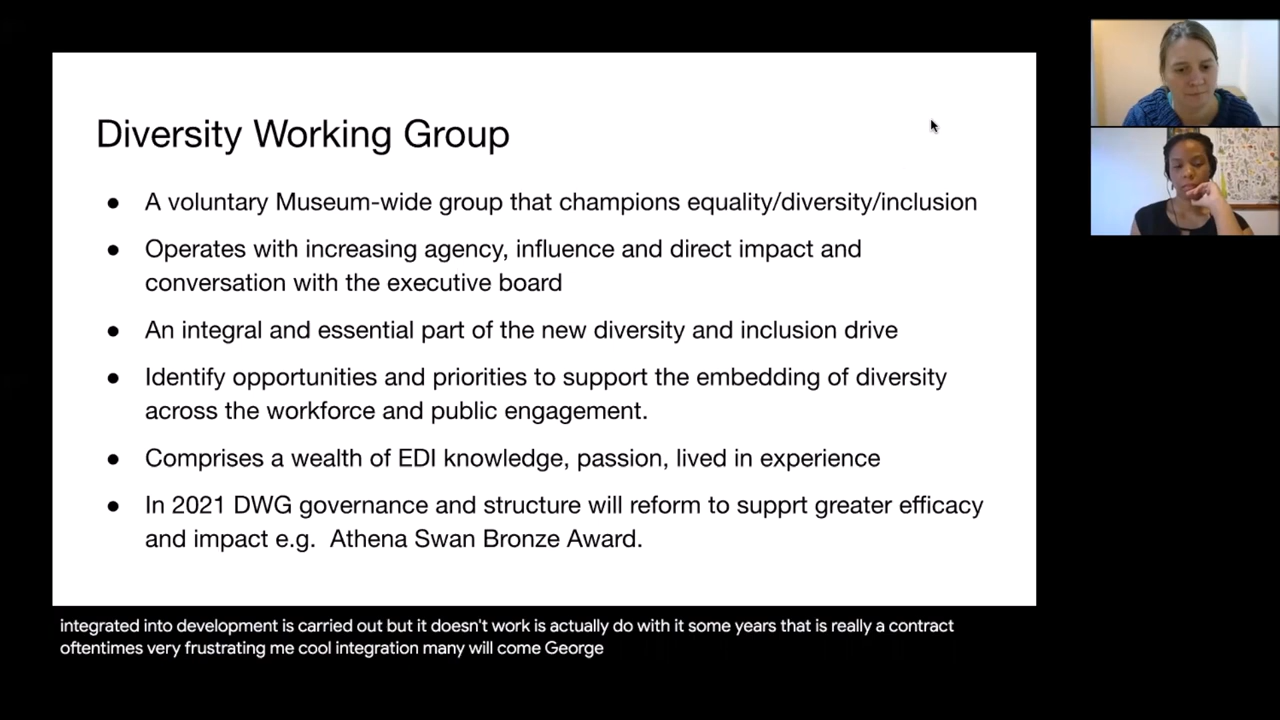 Diversity Working Group
● A voluntary Museum-wide group that champions equality/diversity/inclusion
● Operates with increasing agency, influence and direct impact and
conversation with the executive board
● An integral and essential part of the new diversity and inclusion drive
● Identify opportunities and priorities to support the embedding of diversity
across the workforce and public engagement.
● Comprises a wealth of EDI knowledge, passion, lived in experience
● In 2021 DWG governance and structure will reform to supprt greater efficacy
and impact e.g. Athena Swan Bronze Award.
integrated into development is carried out but it doesn't work is actually do with it some years that is really a contract
oftentimes very frustrating me cool integration many will come George